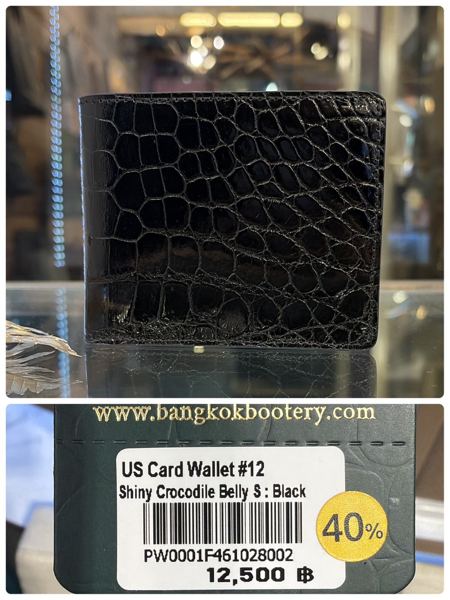 www.bangkokbootery.com
US Card Wallet #12
Shiny Crocodile Belly S : Black
PW0001F461028002
12,500 ฿
40%